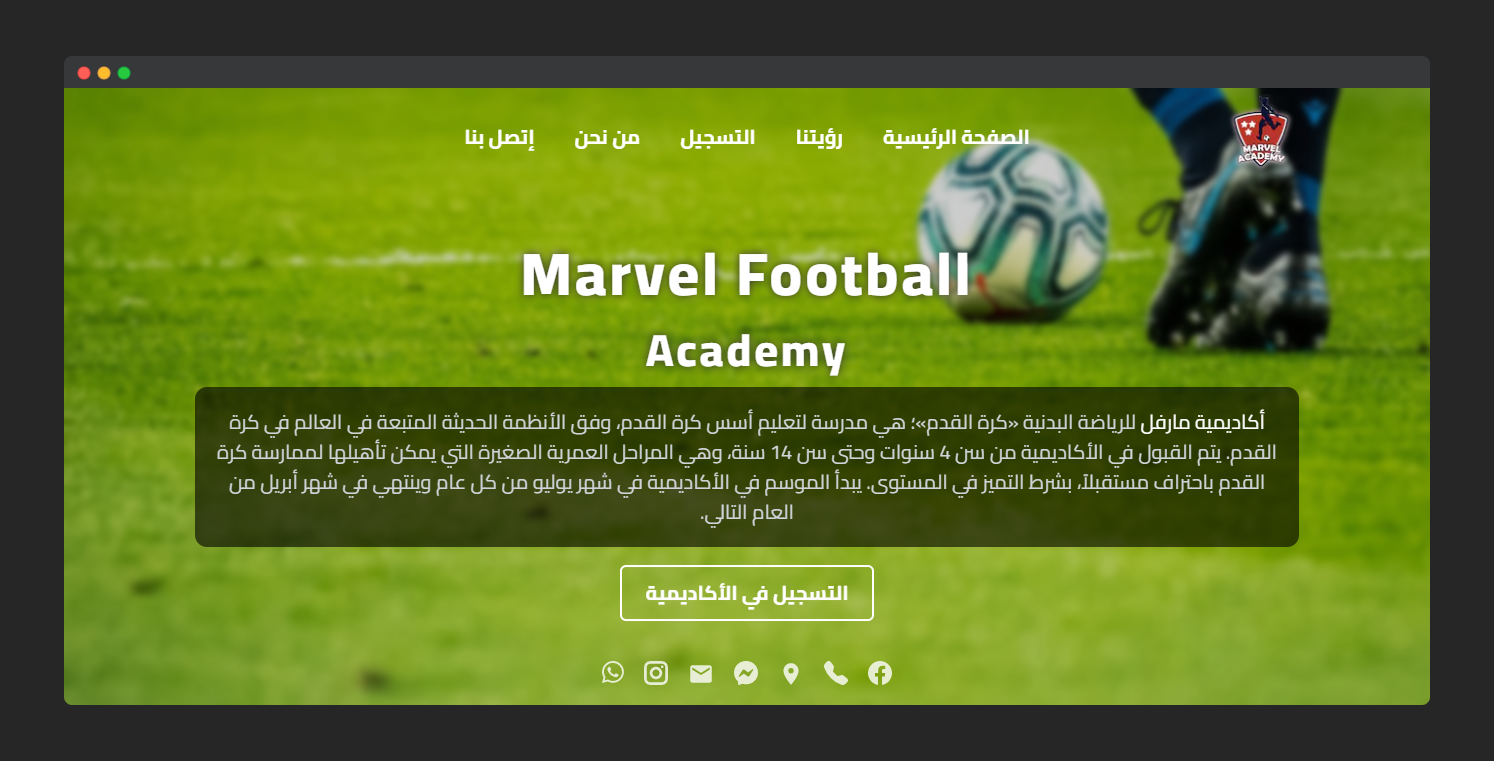 الصفحة الرئيسية
رؤيتنا
التسجيل
من نحن
إتصل بنا
MARVEL
ACADEMY
Marvel Football
Academy
أكاديمية مارفل للرياضة البدنية «كرة القدم»؛ هي مدرسة لتعليم أسس كرة القدم، وفق الأنظمة الحديثة المتبعة في العالم في كرة
القدم. يتم القبول في الأكاديمية من سن 4 سنوات وحتى سن 14 سنة، وهي المراحل العمرية الصغيرة التي يمكن تأهيلها لممارسة كرة
القدم باحتراف مستقبلاً، بشرط التميز في المستوى. يبدأ الموسم في الأكاديمية في شهر يوليو من كل عام وينتهي في شهر أبريل من
العام التالي.
التسجيل في الأكاديمية